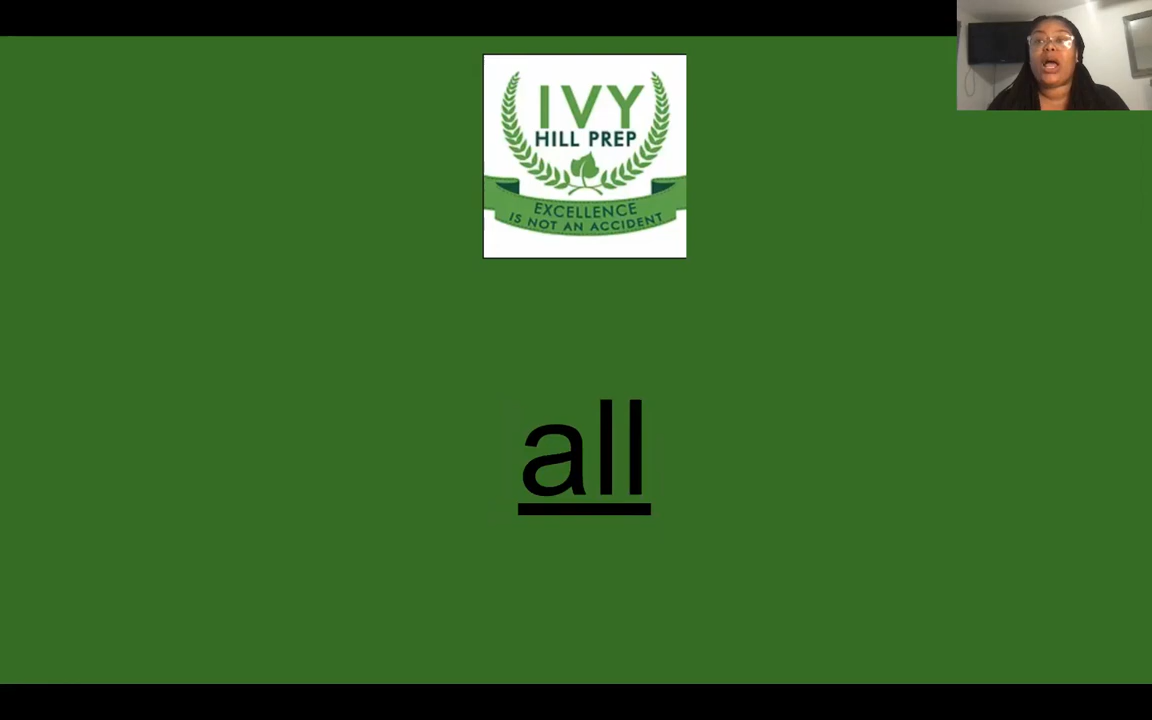 IVY
HILL PREP
EXCELLENCE
IS NOT AN ACCIDENT
all